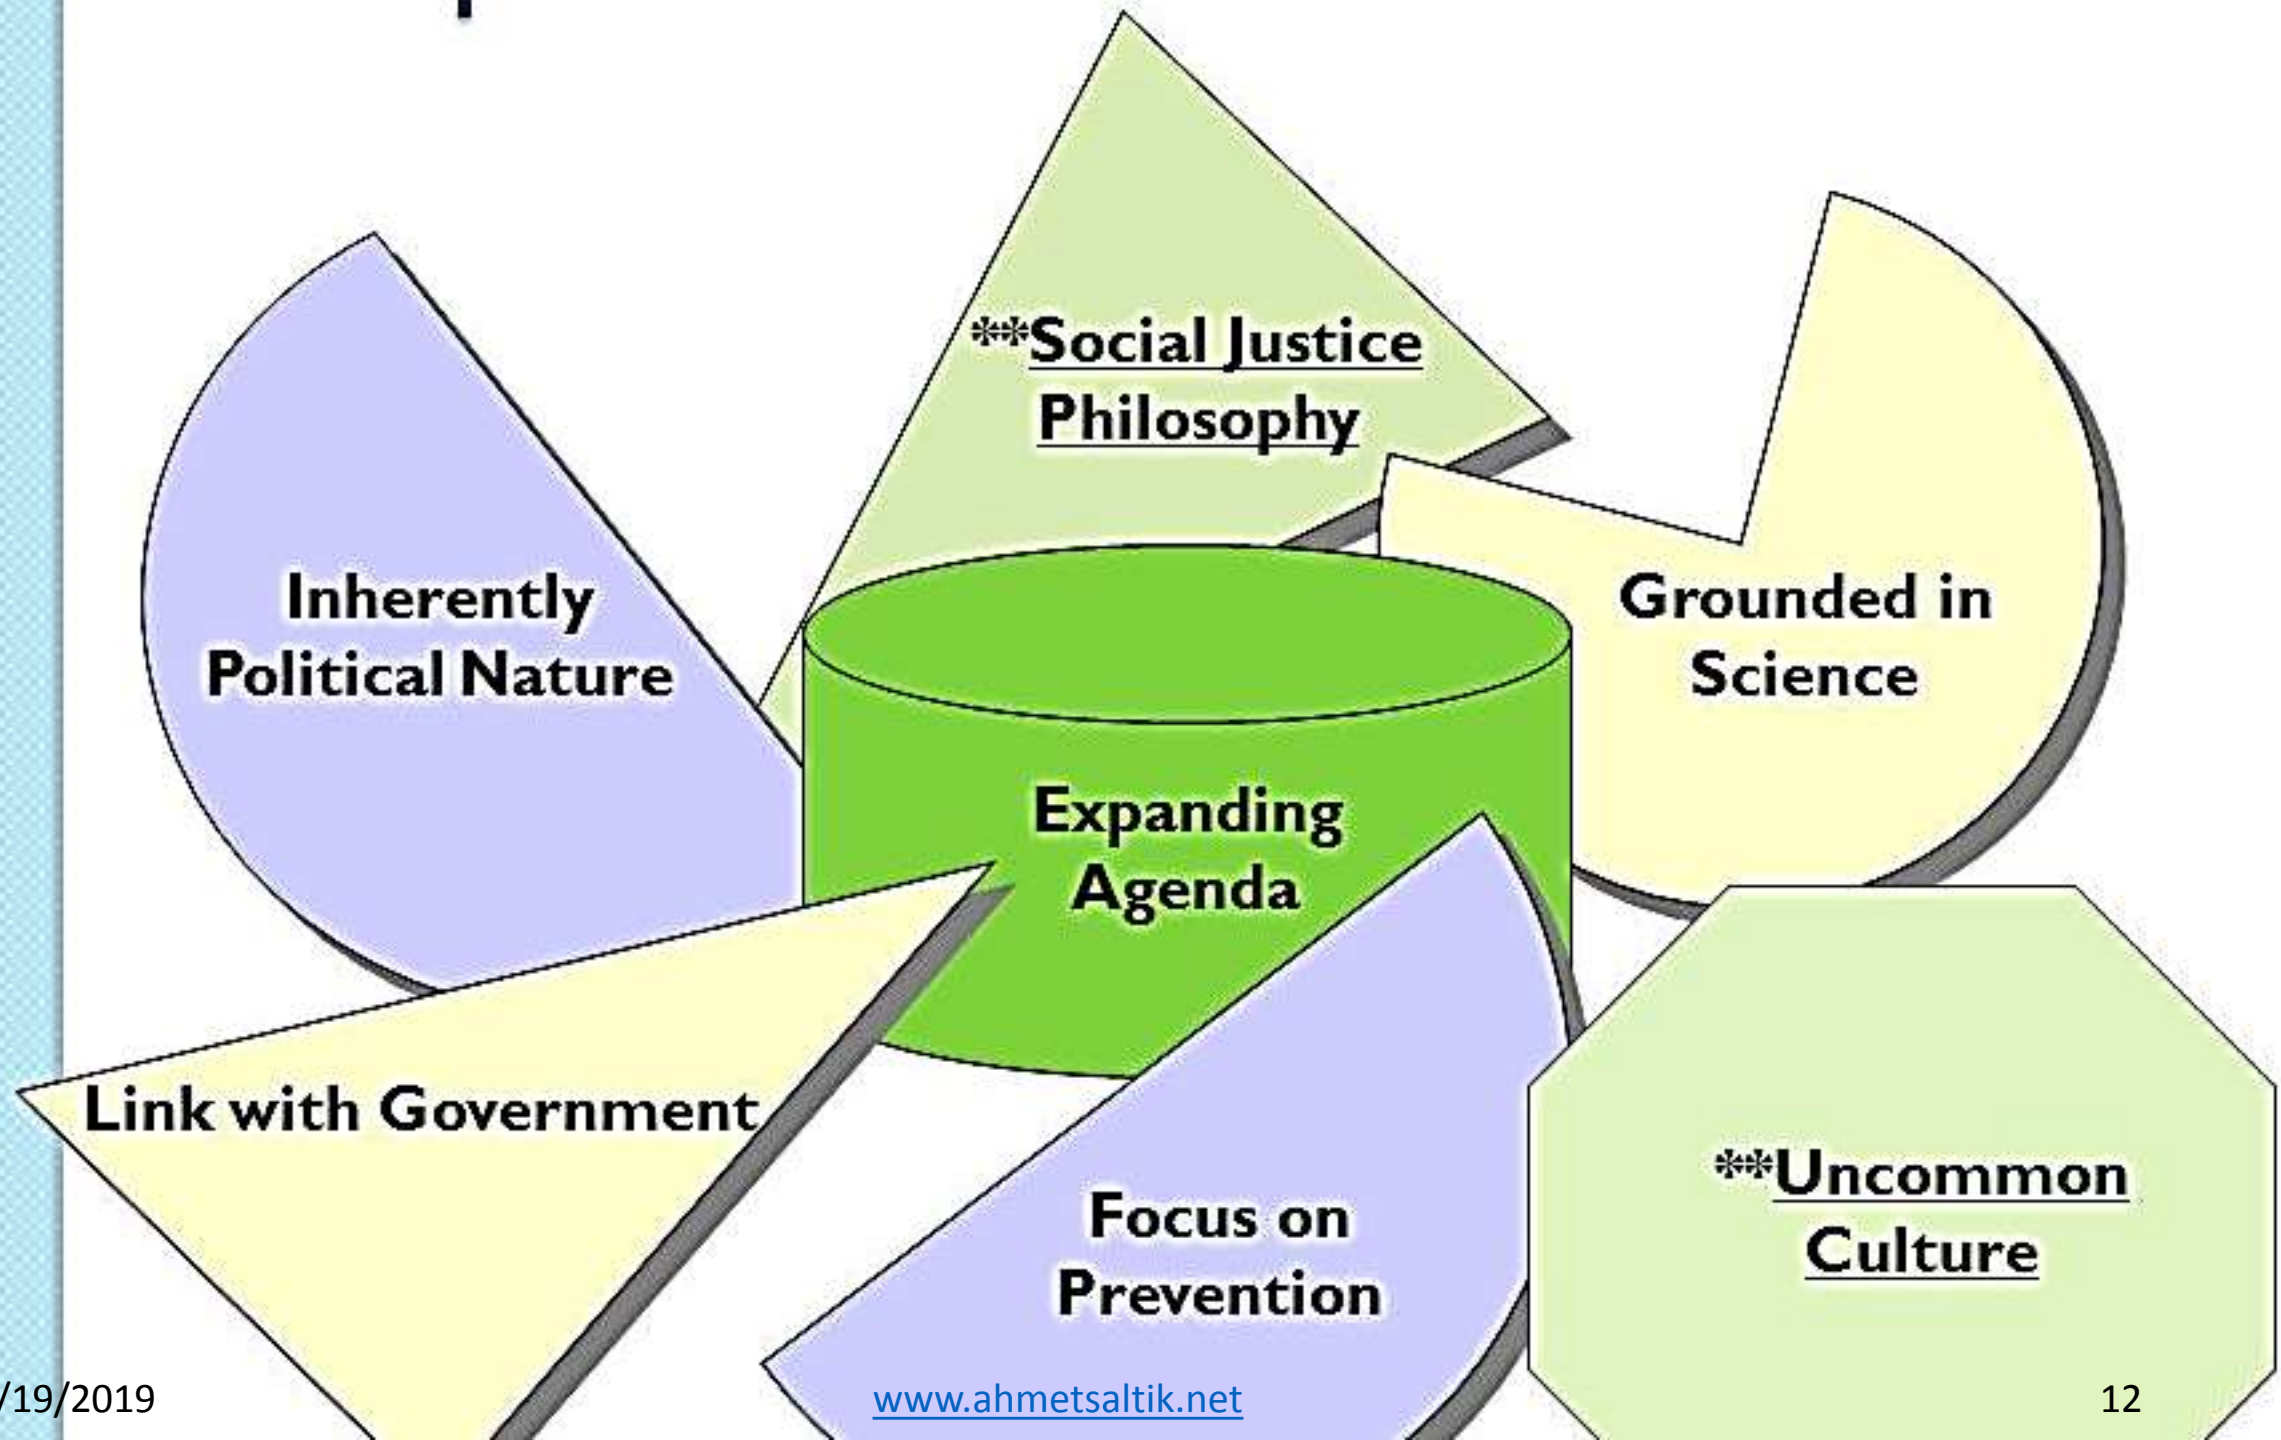 **Social Justice
Philosophy
Inherently
Political Nature
Grounded in
Science
Expanding
Agenda
Link with Government
Focus on
Prevention
**Uncommon
Culture
/19/2019
www.ahmetsaltik.net
12